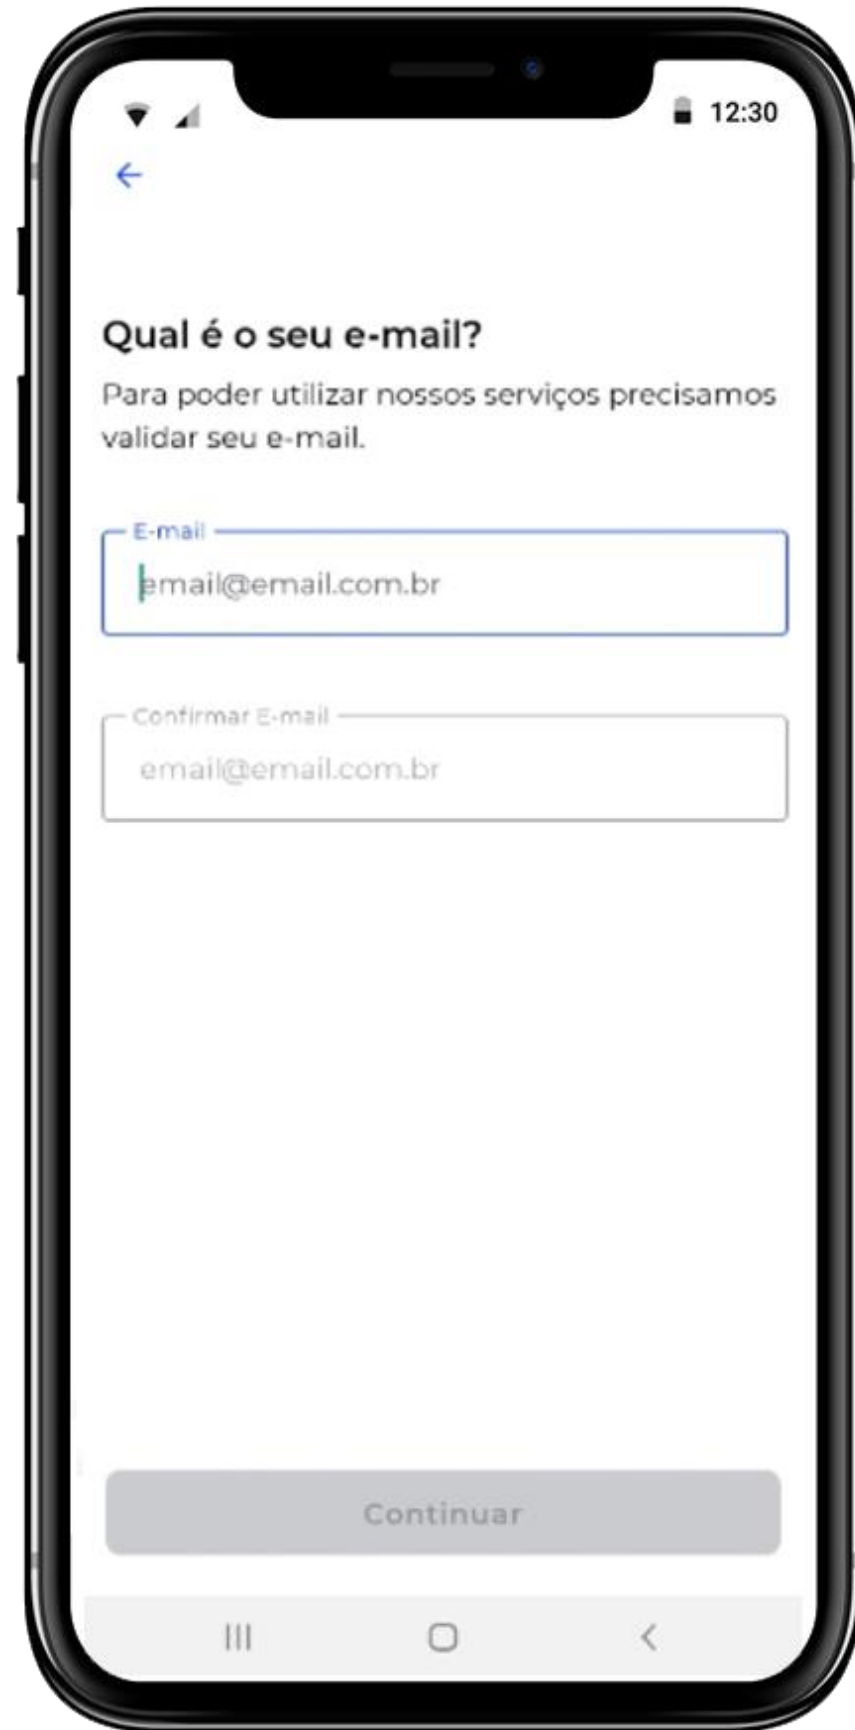 12:30
Qual é o seu e-mail?
Para poder utilizar nossos serviços precisamos
validar seu e-mail.
E-mail
email@email.com.br
Confirmar E-mail
email@email.com.br
Continuar